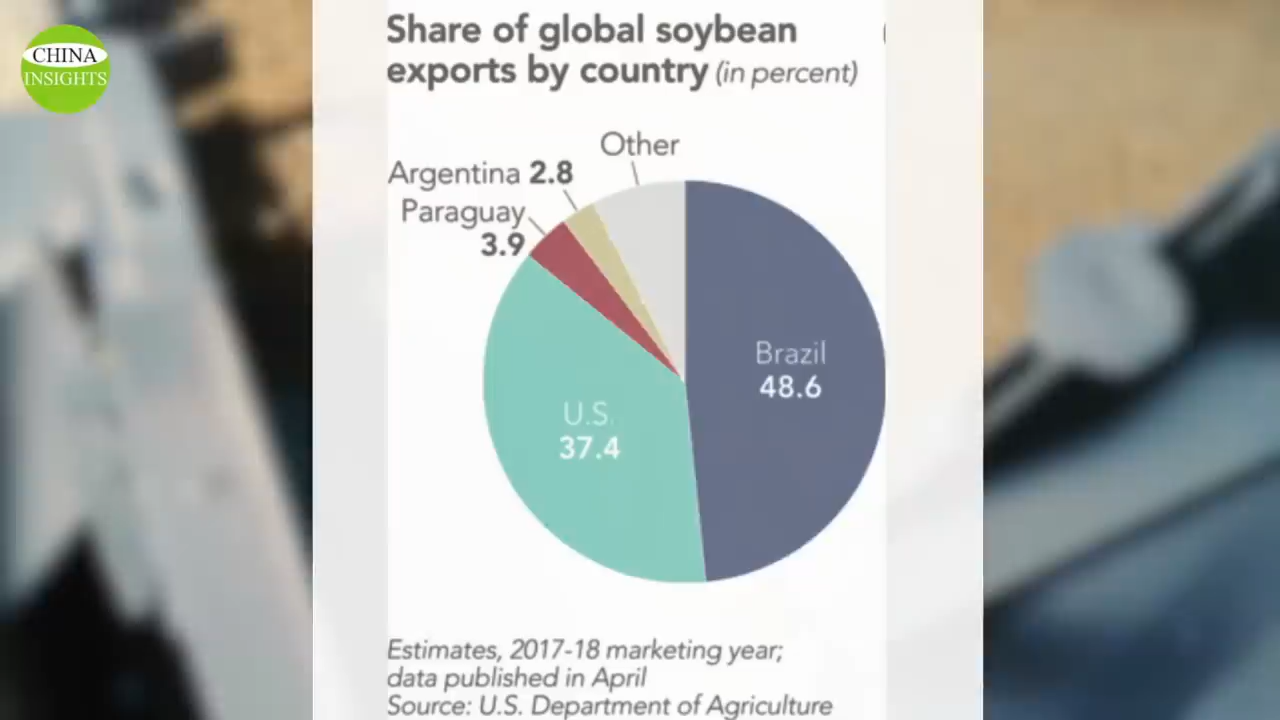 CHINA
INSIGHTS
Share of global soybean
exports by country (in percent)
Other
Argentina 2.8
Paraguay
3.9
Brazil
48.6
U.S.
37.4
Estimates, 2017-18 marketing year;
data published in April
Source: U.S. Department of Agriculture